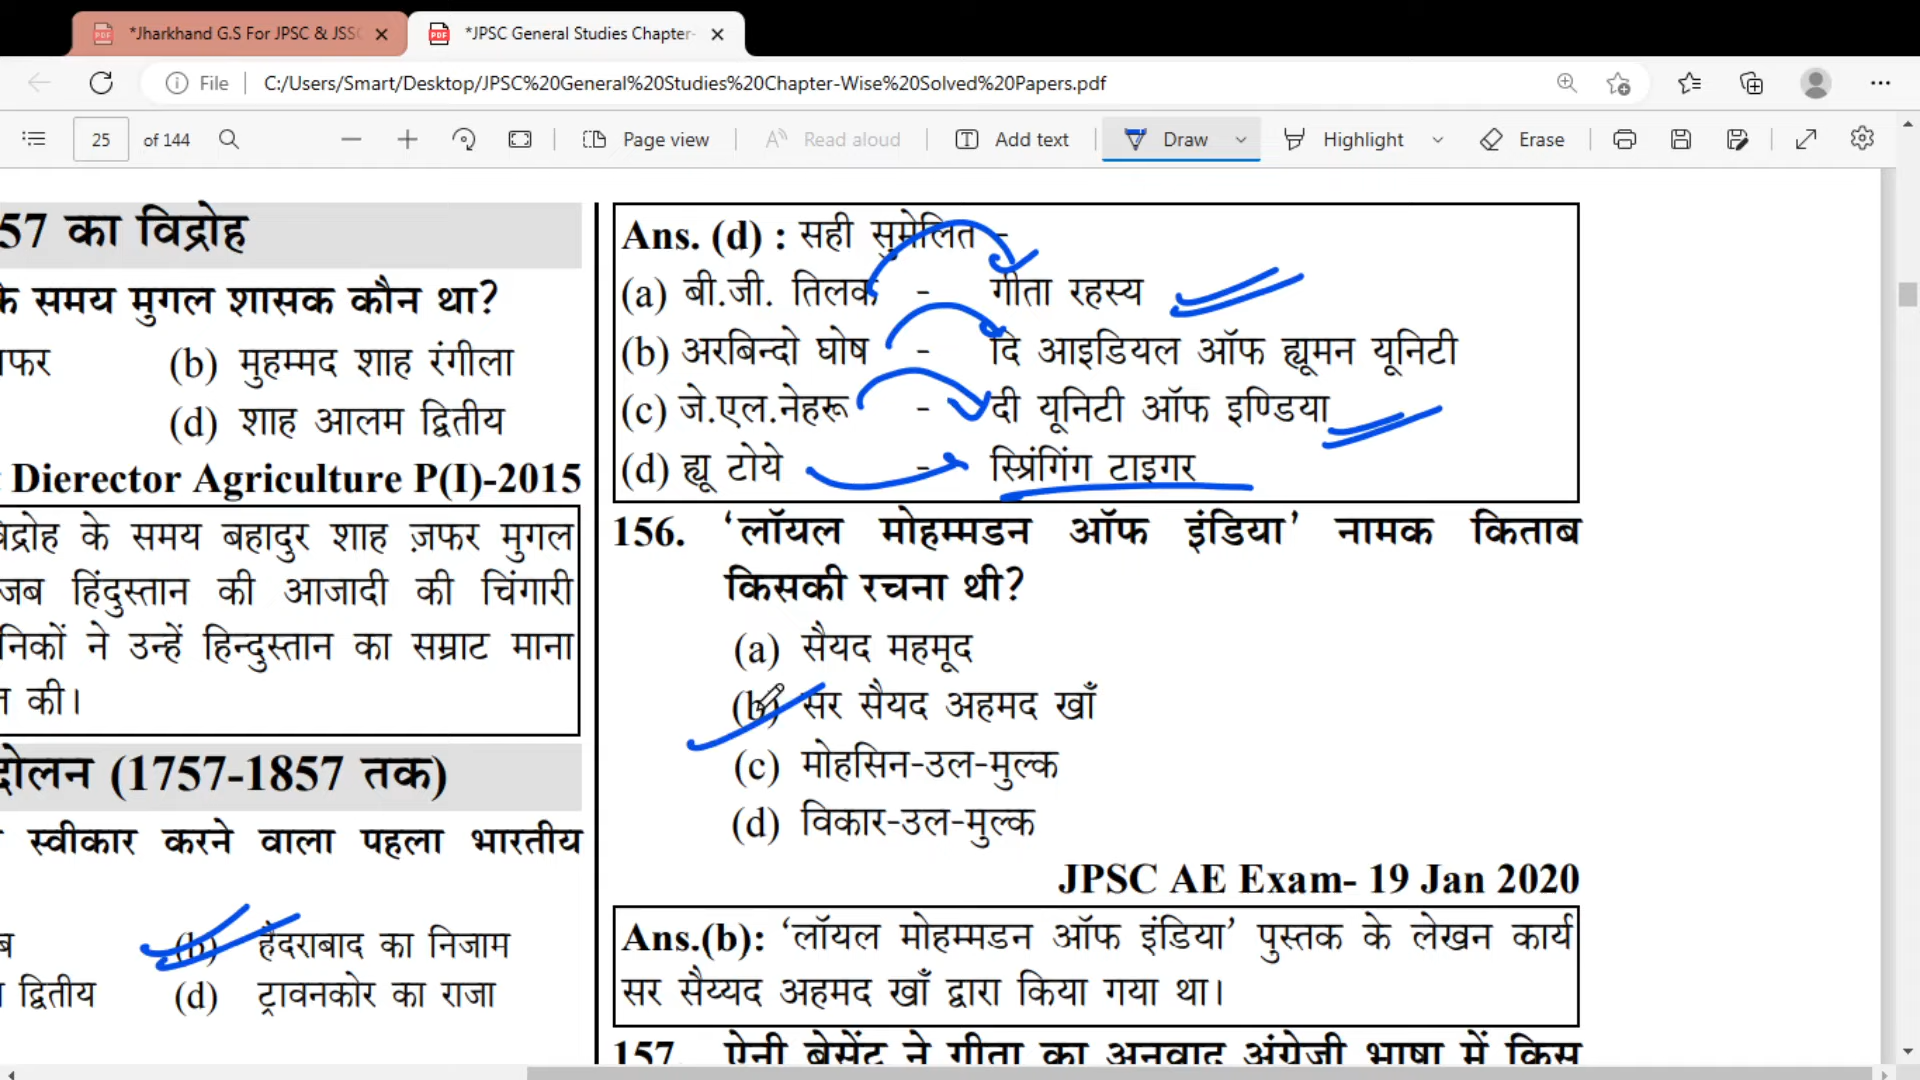 *Jharkhand G.S For JPSC & JSSC
*JPSC General Studies Chapter-
File
C:/Users/Smart/Desktop/JPSC%20General%20Studies%20Chapter-Wise%20Solved%20Papers.pdf
25 of 144
Page view
Read aloud
Add text
Draw
Highlight
Erase
57 का विद्रोह
के समय मुगल शासक कौन था?
(b) मुहम्मद शाह रंगीला
(d) शाह आलम द्वितीय
Dierector Agriculture P(I)-2015
विद्रोह के समय बहादुर शाह ज़फर मुगल
जब हिंदुस्तान की आजादी की चिंगारी
ने उन्हें हिन्दुस्तान का सम्राट माना
की।
(1757-1857 तक)
स्वीकार करने वाला पहला भारतीय
(b) हैदराबाद का निजाम
द्वितीय (d) ट्रावनकोर का राजा
Ans. (d) : सही सुमेलित -
(a) बी.जी. तिलक - गीता रहस्य
(b) अरबिन्दो घोष - दि आइडियल ऑफ ह्यूमन यूनिटी
(c) जे.एल.नेहरू - दी यूनिटी ऑफ इण्डिया
(d) ह्यू टोये - स्प्रिंगिंग टाइगर
156. ‘लॉयल मोहम्मडन ऑफ इंडिया’ नामक किताब
किसकी रचना थी?
(a) सैयद महमूद
(b) सर सैयद अहमद खाँ
(c) मोहसिन-उल-मुल्क
(d) विकार-उल-मुल्क
JPSC AE Exam- 19 Jan 2020
Ans.(b): ‘लॉयल मोहम्मडन ऑफ इंडिया’ पुस्तक के लेखन कार्य
सर सैय्यद अहमद खाँ द्वारा किया गया था।
157. ऐनी बेसेंट ने गीता का अनुवाद अंग्रेजी भाषा में किस